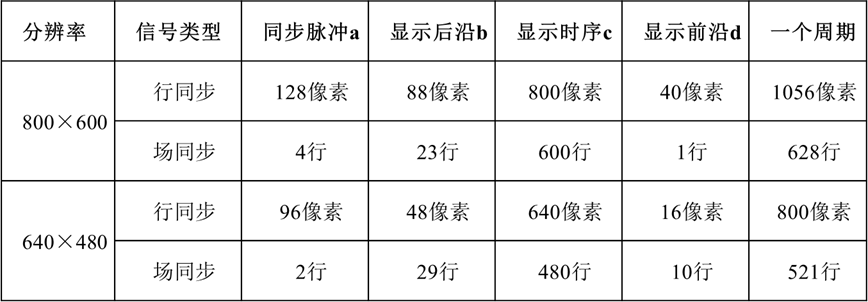 分辨率 信号类型 同步脉冲a 显示后沿b 显示时序c 显示前沿d 一个周期
800×600 行同步 128像素 88像素 800像素 40像素 1056像素
场同步 4行 23行 600行 1行 628行
640×480 行同步 96像素 48像素 640像素 16像素 800像素
场同步 2行 29行 480行 10行 521行